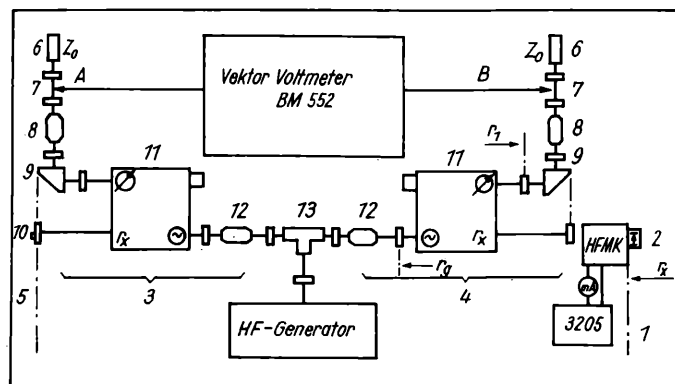 6 Z₀
Z₀ 6
A
Vektor Voltmeter
BM 552
B
7
7
8
r₁
8
9
11
11
9
10
rₓ
12
13
12
rₓ
HFMK
2
r_g
rₓ
5
3
4
mA
HF-Generator
3205
1